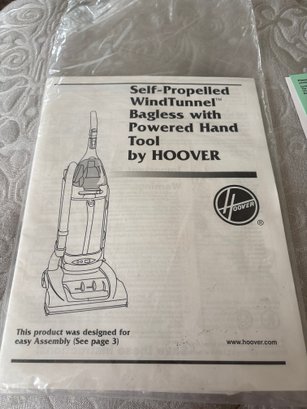 Self-Propelled
WindTunnel™
Bagless with
Powered Hand
Tool
by HOOVER
HOOVER
®
This product was designed for
easy Assembly (See page 3)
www.hoover.com